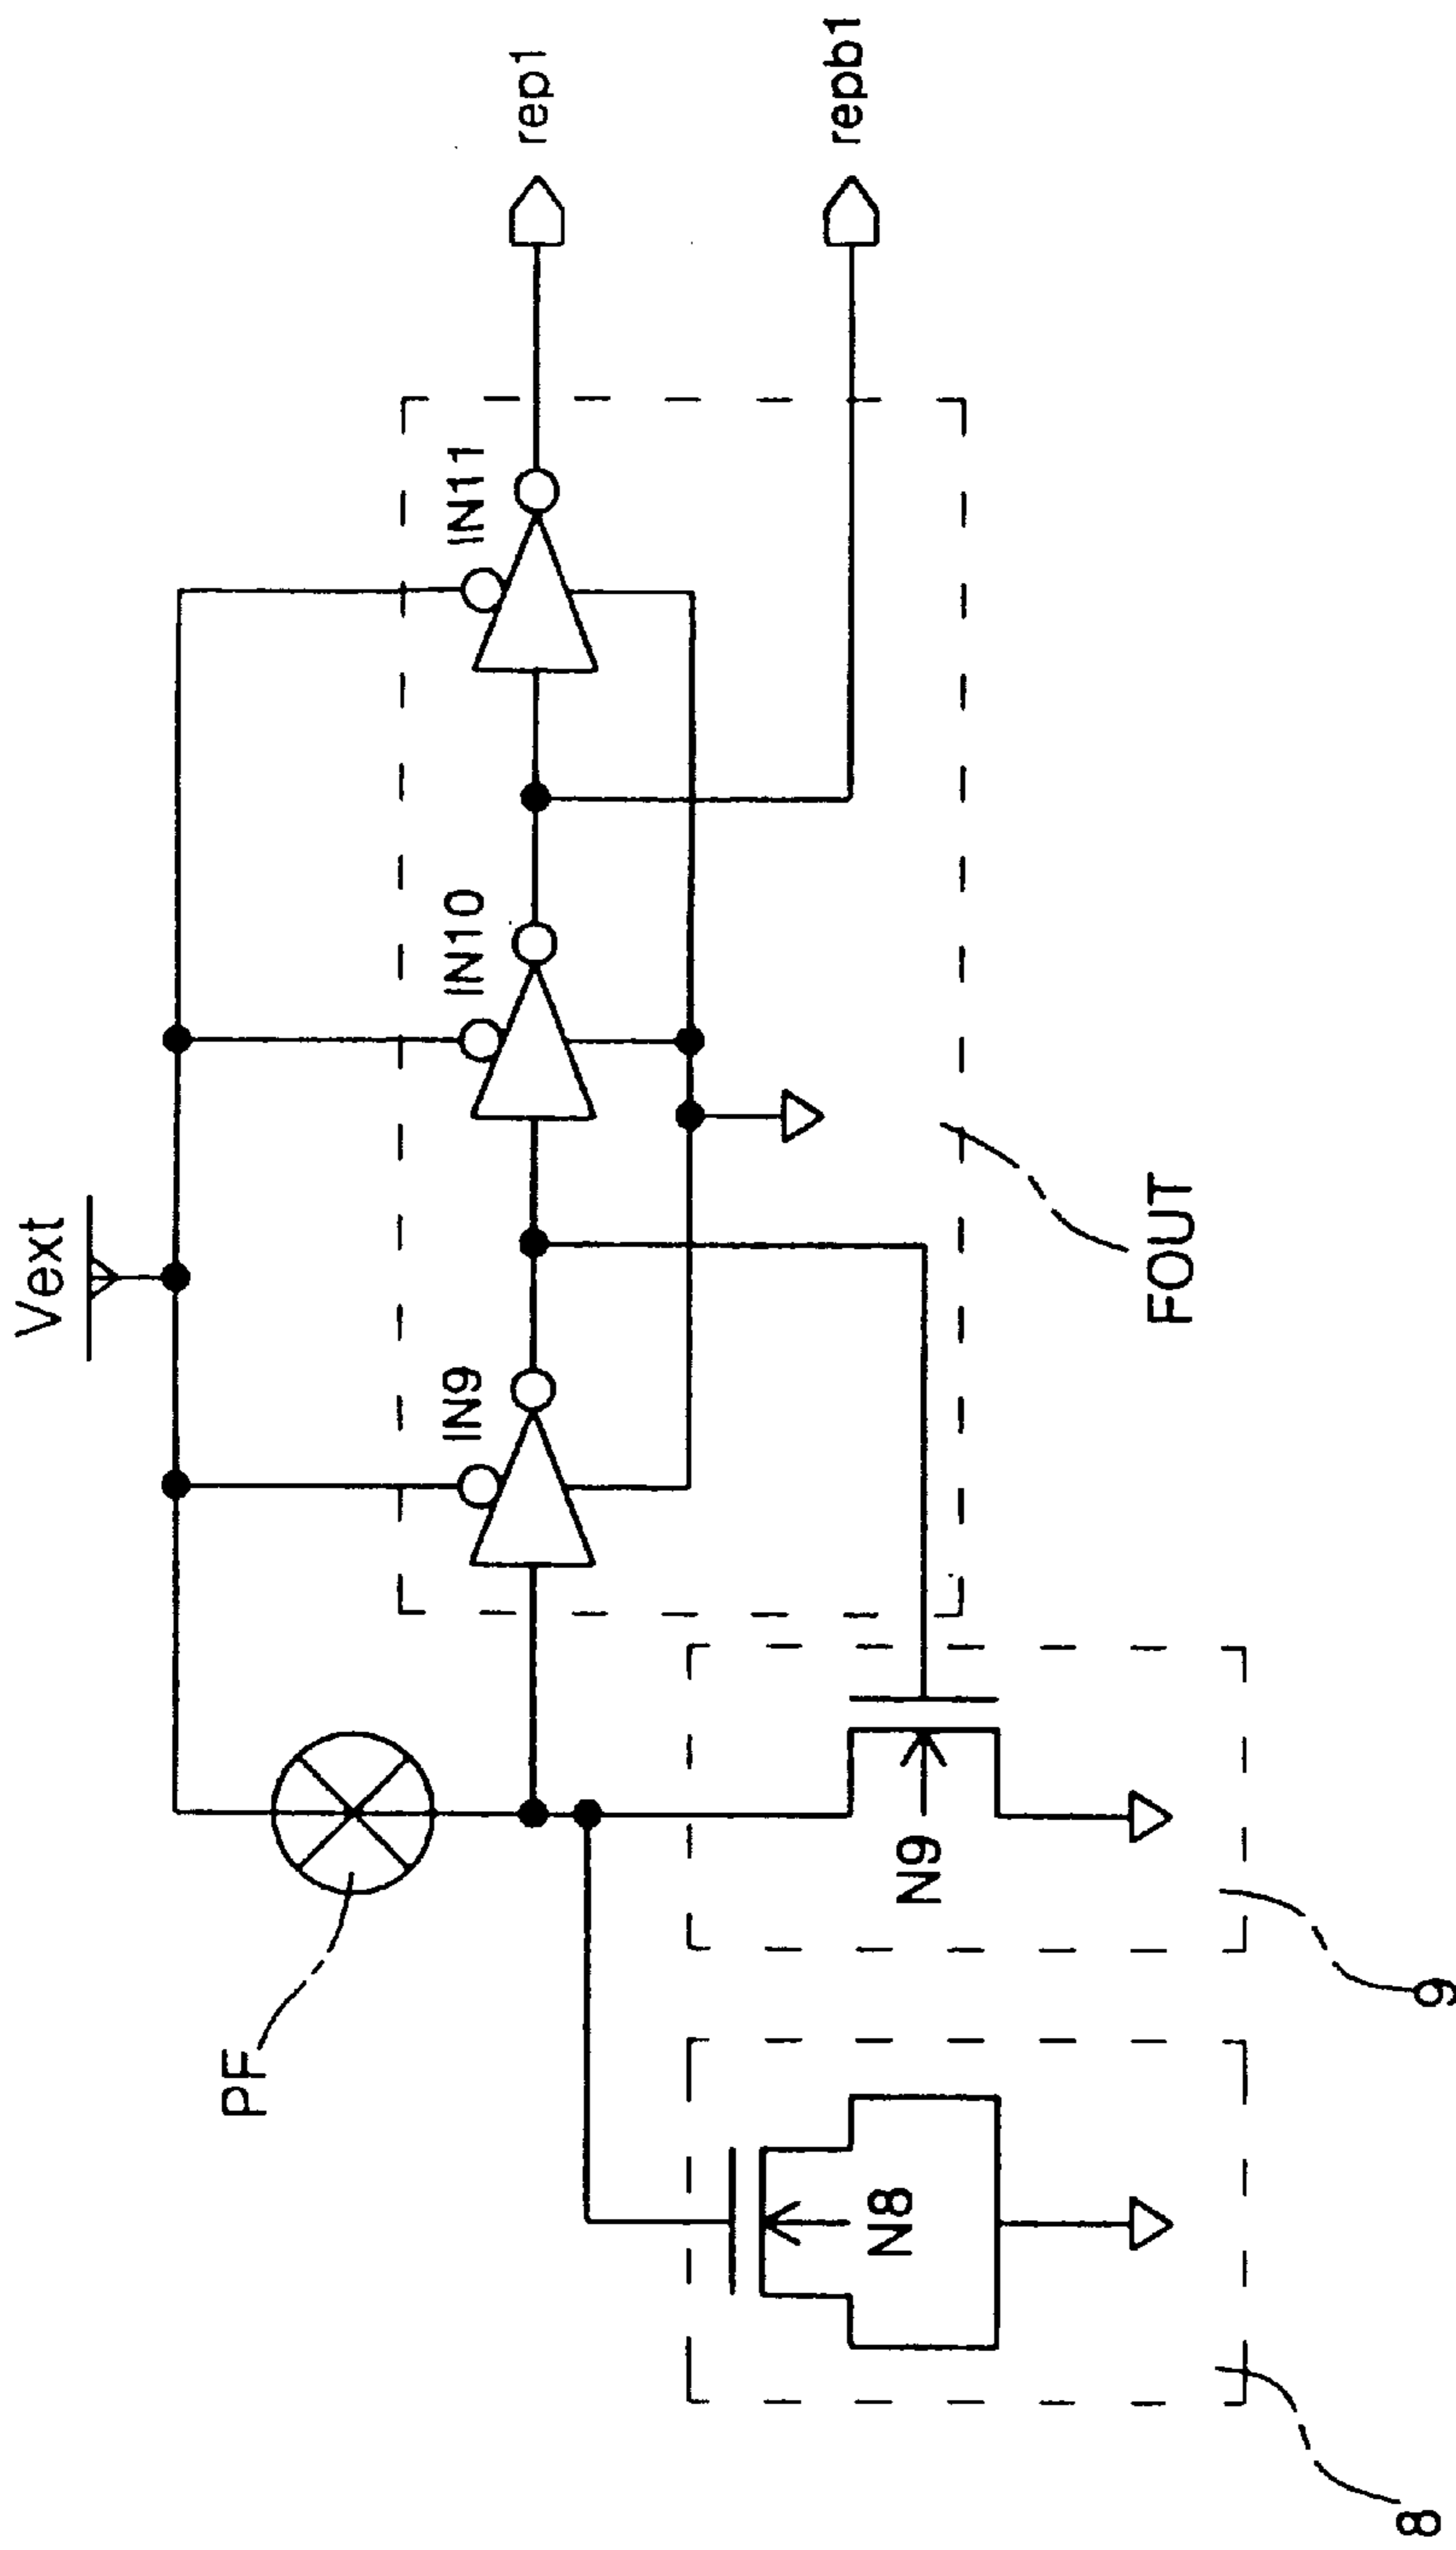 Vext
PF
IN9
IN10
IN11
rep1
repb1
N8
N9
FOUT
8
9